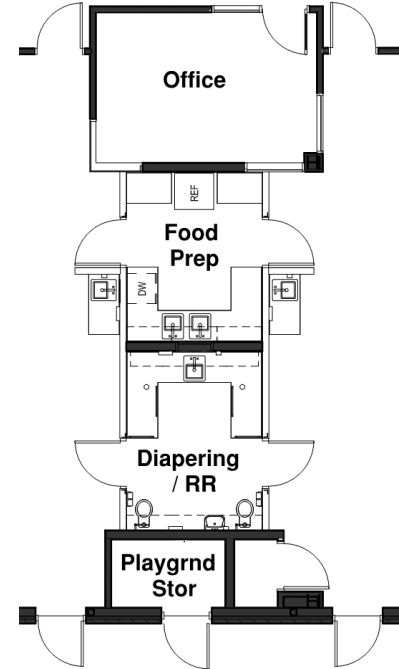 Office
REF
Food
Prep
DW
Diapering
/ RR
Playgrnd
Stor